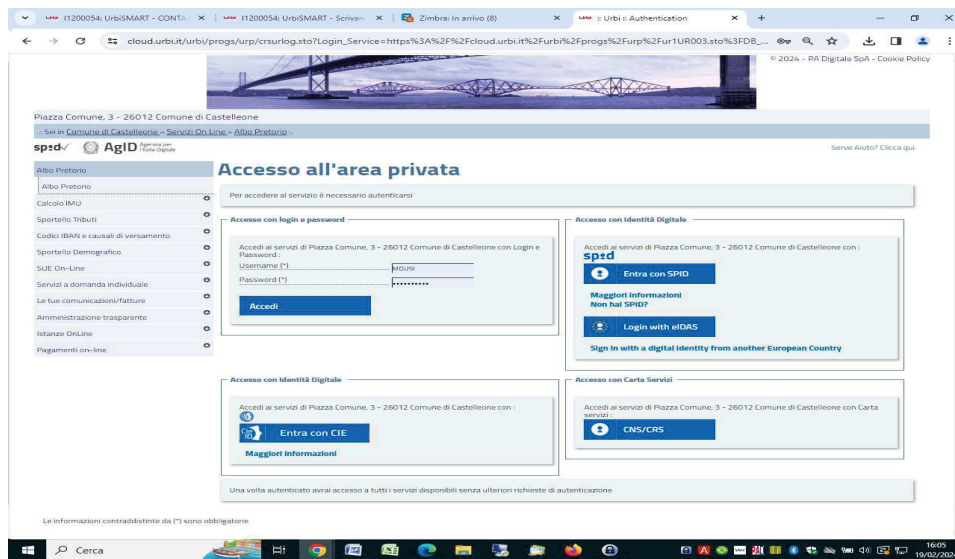 11200054: UrbiSMART - CONTA
11200054: UrbiSMART - Scrivan
Zimbra: In arrivo (8)
:: Urbi :: Authentication
cloud.urbi.it/urbi/progs/urp/crsurlog.sto?Login_Service=https%3A%2F%2Fcloud.urbi.it%2Furbi%2Fprogs%2Furp%2Fur1UR003.sto%3FDB_...
© 2024 - PA Digitale SpA - Cookie Policy
Piazza Comune, 3 - 26012 Comune di Castelleone
.: Sei in Comune di Castelleone » Servizi On Line » Albo Pretorio :.
spid AgID Agenzia per l'Italia Digitale
Serve Aiuto? Clicca qui.
Albo Pretorio
Albo Pretorio
Calcolo IMU
Sportello Tributi
Codici IBAN e causali di versamento
Sportello Demografico
SUE On-Line
Servizi a domanda individuale
Le tue comunicazioni/fatture
Amministrazione trasparente
Istanze OnLine
Pagamenti on-line
Accesso all'area privata
Per accedere al servizio è necessario autenticarsi
Accesso con login e password
Accedi ai servizi di Piazza Comune, 3 - 26012 Comune di Castelleone con Login e
Password :
Username (*) MOUSI
Password (*)
Accedi
Accesso con Identità Digitale
Accedi ai servizi di Piazza Comune, 3 - 26012 Comune di Castelleone con :
spid
Entra con SPID
Maggiori informazioni
Non hai SPID?
Login with eIDAS
Sign in with a digital identity from another European Country
Accesso con Identità Digitale
Accedi ai servizi di Piazza Comune, 3 - 26012 Comune di Castelleone con :
Entra con CIE
Maggiori informazioni
Accesso con Carta Servizi
Accedi ai servizi di Piazza Comune, 3 - 26012 Comune di Castelleone con Carta
servizi :
CNS/CRS
Una volta autenticato avrai accesso a tutti i servizi disponibili senza ulteriori richieste di autenticazione
Le informazioni contraddistinte da (*) sono obbligatorie
Cerca
16:05
19/02/202